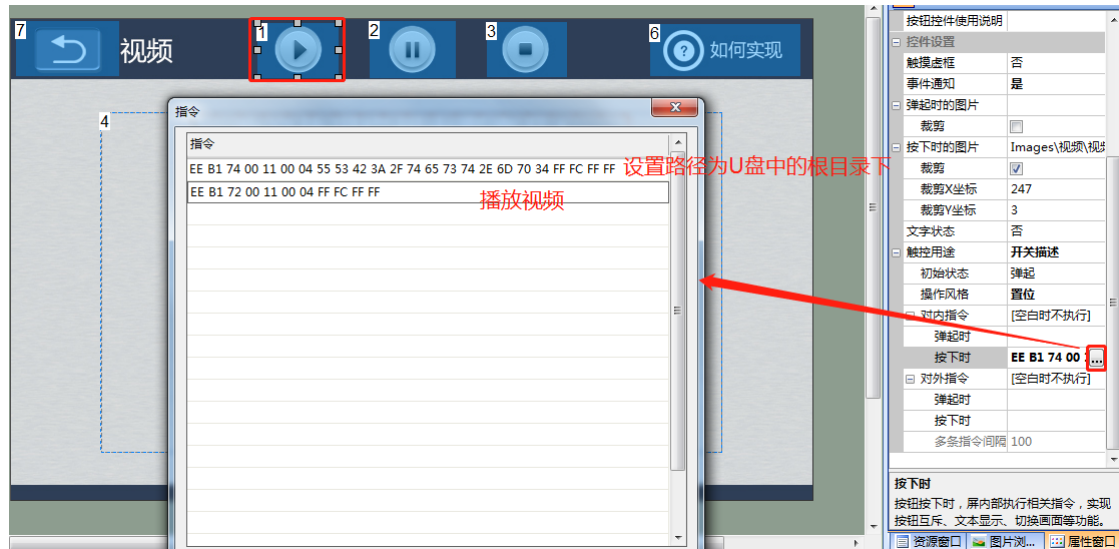 7
视频
1
2
3
6
如何实现
4
指令
指令
EE B1 74 00 11 00 04 55 53 42 3A 2F 74 65 73 74 2E 6D 70 34 FF FC FF FF
设置路径为U盘中的根目录下
EE B1 72 00 11 00 04 FF FC FF FF
播放视频
按钮控件使用说明
控件设置
触摸虚框 否
事件通知 是
弹起时的图片
裁剪
按下时的图片 Images\视频\视
裁剪
裁剪X坐标 247
裁剪Y坐标 3
文字状态 否
触控用途 开关描述
初始状态 弹起
操作风格 置位
对内指令 [空白时不执行]
弹起时
按下时 EE B1 74 00 ...
对外指令 [空白时不执行]
弹起时
按下时
多条指令间隔 100
按下时
按钮按下时，屏内部执行相关指令，实现
按钮互斥、文本显示、切换画面等功能。
资源窗口 图片浏... 属性窗口